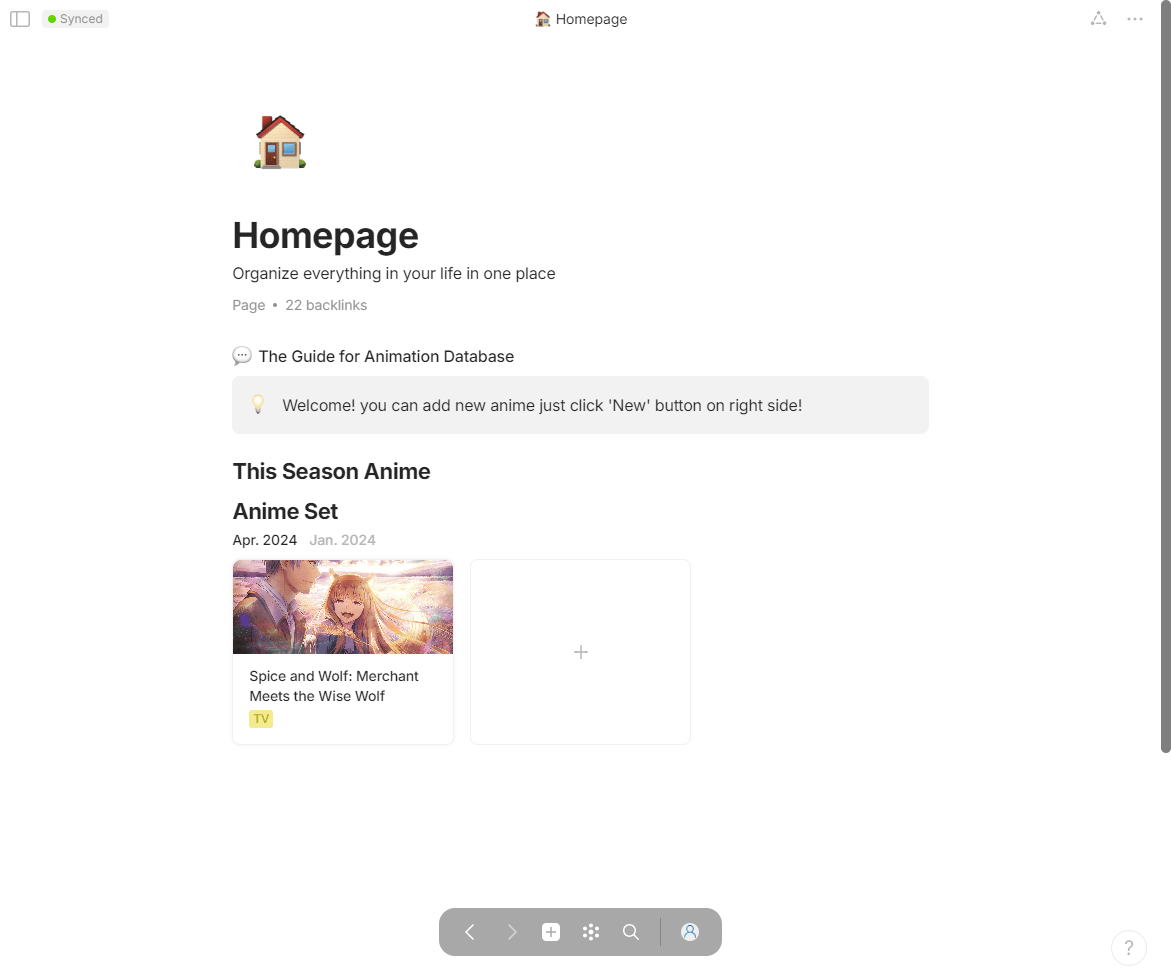 Synced
Homepage
Homepage
Organize everything in your life in one place
Page • 22 backlinks
The Guide for Animation Database
Welcome! you can add new anime just click 'New' button on right side!
This Season Anime
Anime Set
Apr. 2024 Jan. 2024
Spice and Wolf: Merchant
Meets the Wise Wolf
TV
?